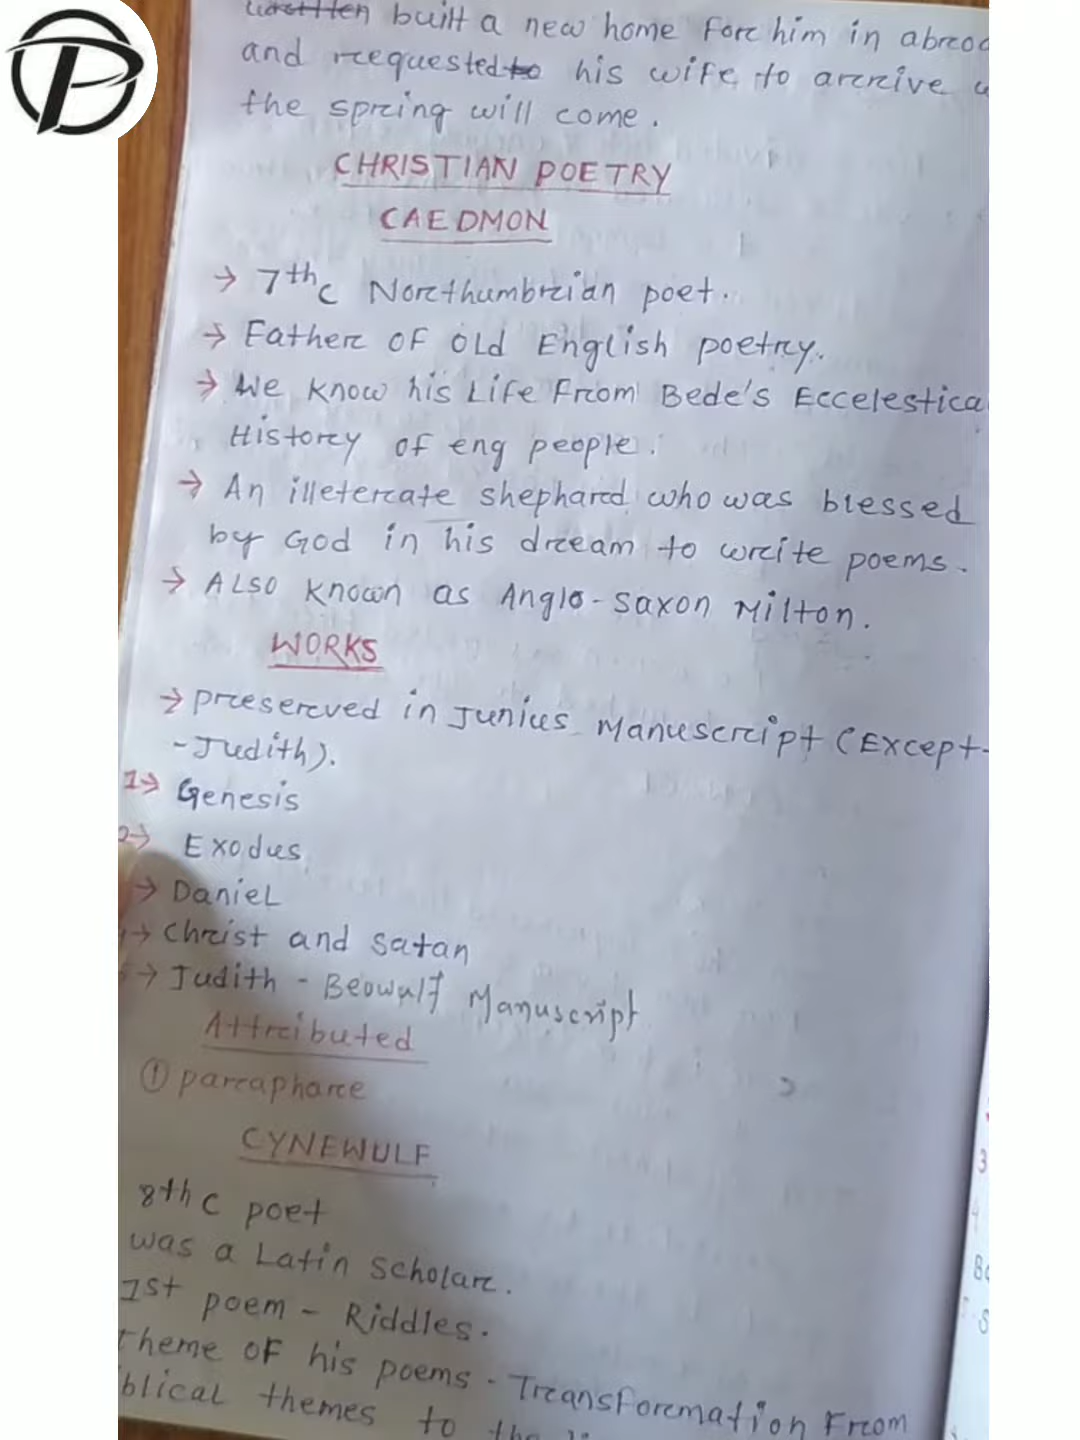 built a new home For him in abroad
and requested to his wife to arrive
the spring will come.
CHRISTIAN POETRY
CAEDMON
→ 7th c Northumbrian poet.
→ Father OF OLd English poetry.
→ We know his Life From Bede's Eccelestica
History of eng people.
→ An illeterate shephard who was blessed
by God in his dream to write poems.
→ ALSO known as Anglo-saxon Milton.
WORKS
→ preserved in Junius Manuscript (Except-
-Judith).
1→ Genesis
2→ Exodus
→ DanieL
→ Christ and satan
→ Judith - Beowulf Manuscript
Attributed
① paraphare
CYNEWULF
8th c poet
was a Latin scholar.
1st poem - Riddles.
theme OF his poems - Transformation From
blical themes to the